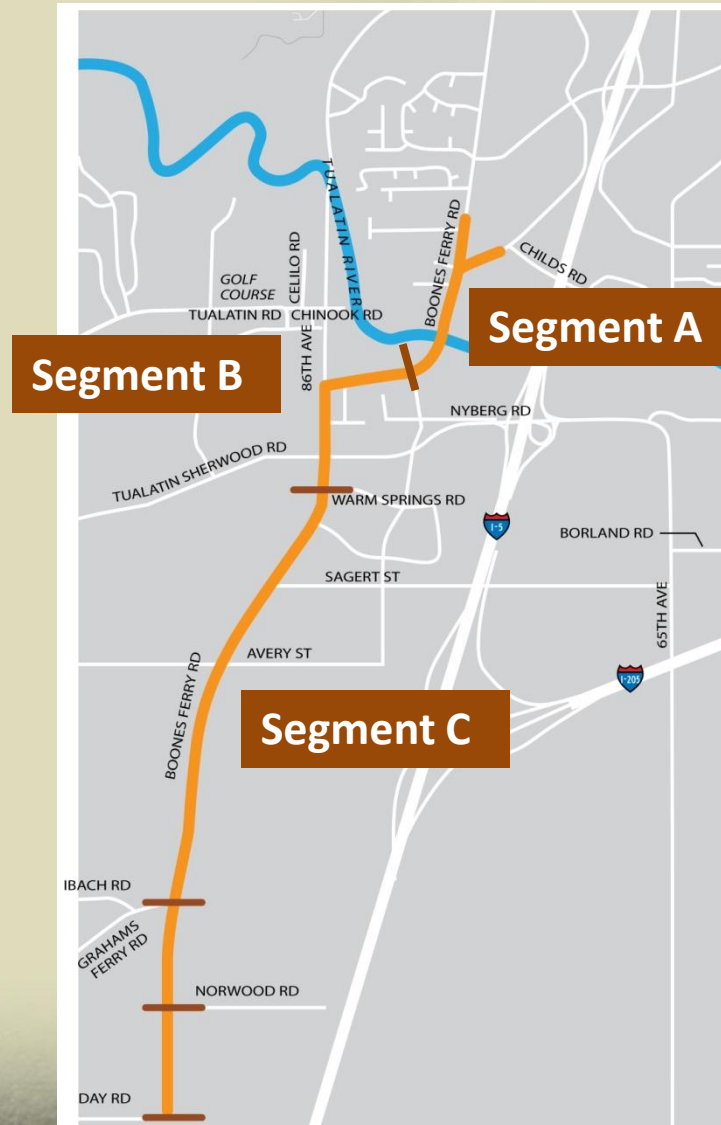 TUALATIN RIVER
BOONES FERRY RD
CELILO RD
CHILDS RD
GOLF
COURSE
TUALATIN RD
CHINOOK RD
Segment A
Segment B
86TH AVE
NYBERG RD
TUALATIN SHERWOOD RD
WARM SPRINGS RD
I-5
BORLAND RD
SAGERT ST
65TH AVE
AVERY ST
BOONES FERRY RD
I-205
Segment C
IBACH RD
GRAHAMS
FERRY RD
NORWOOD RD
DAY RD